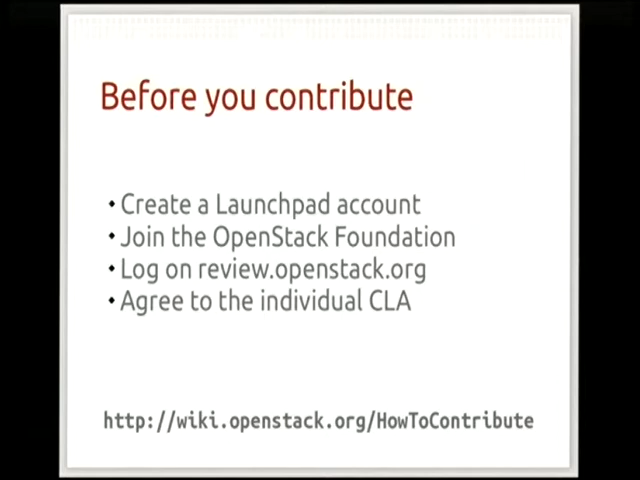 Before you contribute
• Create a Launchpad account
• Join the OpenStack Foundation
• Log on review.openstack.org
• Agree to the individual CLA
http://wiki.openstack.org/HowToContribute